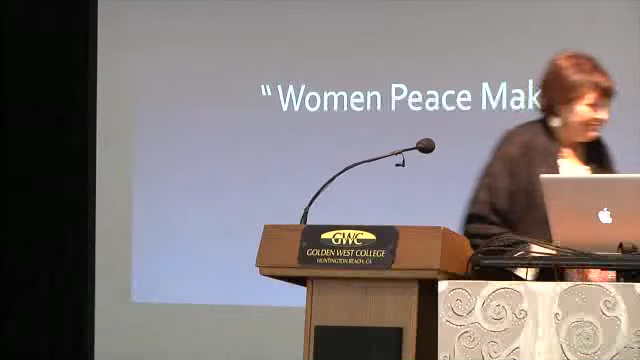 “ Women Peace Mak
GWC
GOLDEN WEST COLLEGE
HUNTINGTON BEACH, CA